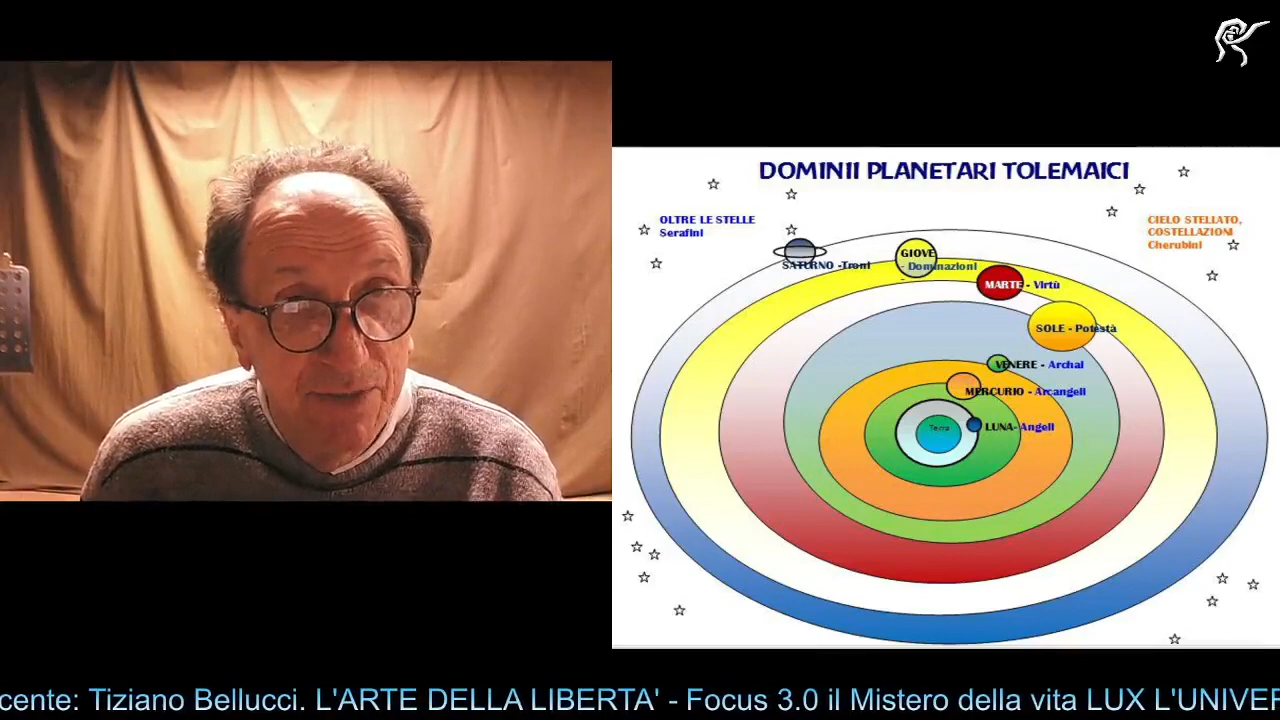 DOMINII PLANETARI TOLEMAICI
OLTRE LE STELLE
Serafini
CIELO STELLATO,
COSTELLAZIONI
Cherubini
SATURNO -Troni
GIOVE
- Dominazioni
-
MARTE - Virtù
SOLE - Potestà
VENERE - Archai
MERCURIO - Arcangeli
Terra
LUNA- Angeli
cente: Tiziano Bellucci. L'ARTE DELLA LIBERTA' - Focus 3.0 il Mistero della vita LUX L'UNIVER